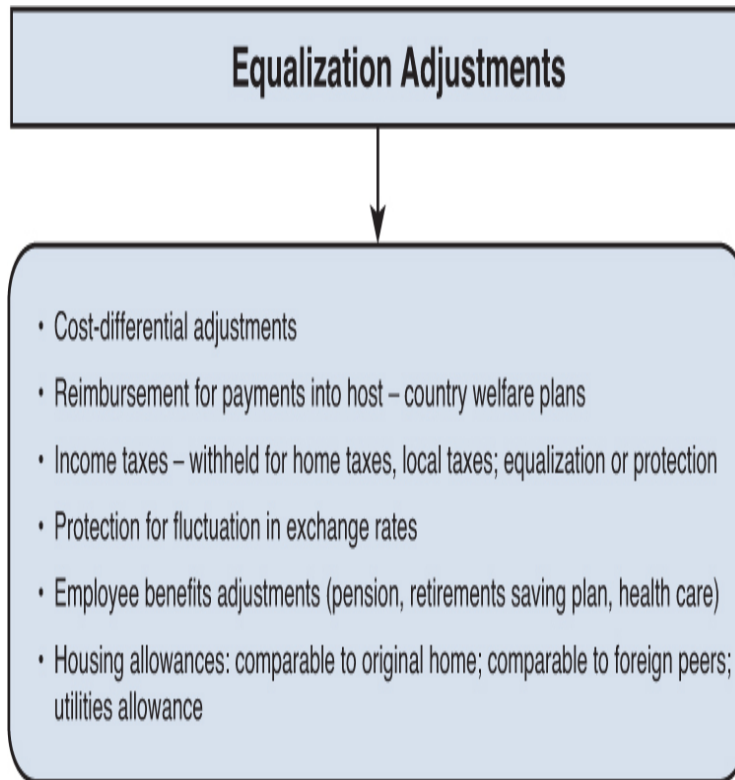 Equalization Adjustments
• Cost-differential adjustments
• Reimbursement for payments into host – country welfare plans
• Income taxes – withheld for home taxes, local taxes; equalization or protection
• Protection for fluctuation in exchange rates
• Employee benefits adjustments (pension, retirements saving plan, health care)
• Housing allowances: comparable to original home; comparable to foreign peers;
utilities allowance